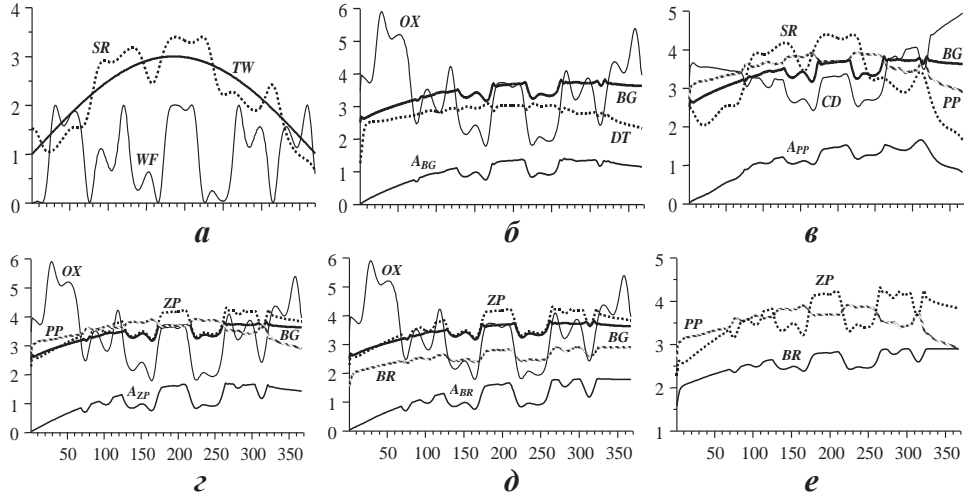 4 3 2 1 0
SR TW WF
а
6 5 4 3 2 1 0
OX BG DT A_BG
б
6 5 4 3 2 1 0
SR BG CD PP A_PP
в
6 5 4 3 2 1 0
OX ZP PP BG A_ZP
50 100 150 200 250 300 350
г
6 5 4 3 2 1 0
OX ZP BG BR A_BR
50 100 150 200 250 300 350
д
5 4 3 2 1
ZP PP BR
50 100 150 200 250 300 350
е